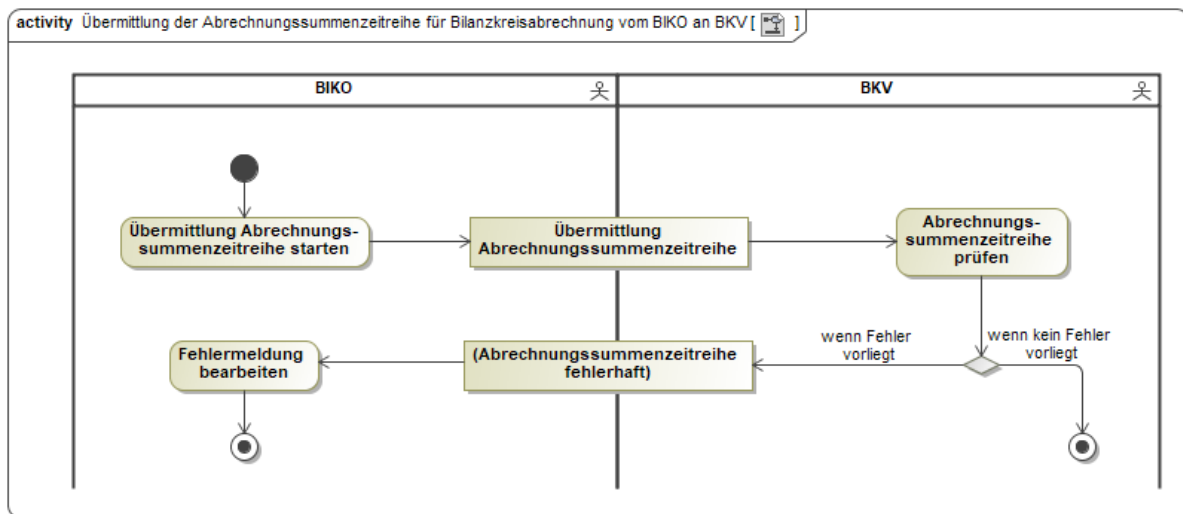 activity Übermittlung der Abrechnungssummenzeitreihe für Bilanzkreisabrechnung vom BIKO an BKV [ ]
BIKO
BKV
Übermittlung Abrechnungs-
summenzeitreihe starten
Übermittlung
Abrechnungssummenzeitreihe
Abrechnungs-
summenzeitreihe
prüfen
wenn Fehler
vorliegt
wenn kein Fehler
vorliegt
Fehlermeldung
bearbeiten
(Abrechnungssummenzeitreihe
fehlerhaft)